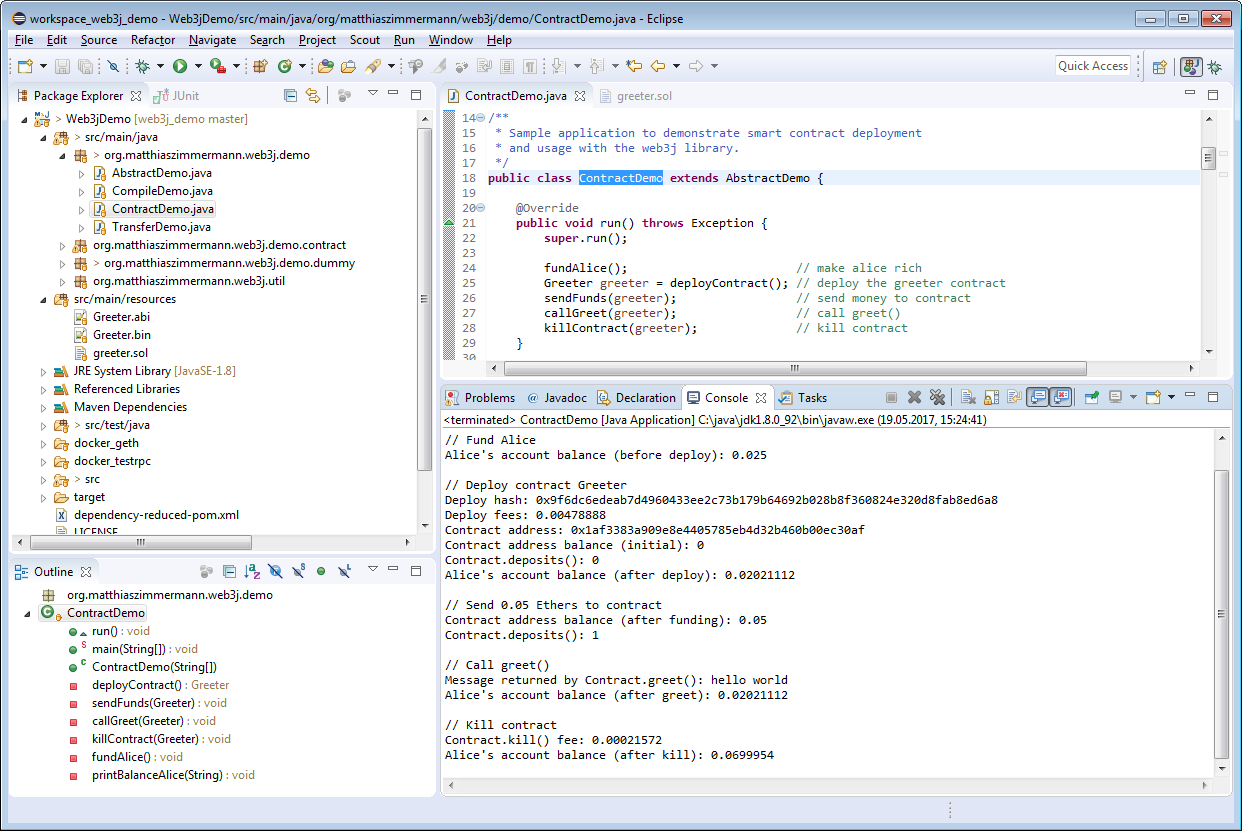 workspace_web3j_demo - Web3jDemo/src/main/java/org/matthiaszimmermann/web3j/demo/ContractDemo.java - Eclipse
File Edit Source Refactor Navigate Search Project Scout Run Window Help
Quick Access
Package Explorer JUnit
> Web3jDemo [web3j_demo master]
> src/main/java
> org.matthiaszimmermann.web3j.demo
AbstractDemo.java
CompileDemo.java
ContractDemo.java
TransferDemo.java
org.matthiaszimmermann.web3j.demo.contract
> org.matthiaszimmermann.web3j.demo.dummy
org.matthiaszimmermann.web3j.util
src/main/resources
Greeter.abi
Greeter.bin
greeter.sol
JRE System Library [JavaSE-1.8]
Referenced Libraries
Maven Dependencies
> src/test/java
docker_geth
docker_testrpc
> src
target
dependency-reduced-pom.xml
LICENSE
Outline
org.matthiaszimmermann.web3j.demo
ContractDemo
run() : void
main(String[]) : void
ContractDemo(String[])
deployContract() : Greeter
sendFunds(Greeter) : void
callGreet(Greeter) : void
killContract(Greeter) : void
fundAlice() : void
printBalanceAlice(String) : void
ContractDemo.java greeter.sol
14 /**
15 * Sample application to demonstrate smart contract deployment
16 * and usage with the web3j library.
17 */
18 public class ContractDemo extends AbstractDemo {
19
20 @Override
21 public void run() throws Exception {
22 super.run();
23
24 fundAlice(); // make alice rich
25 Greeter greeter = deployContract(); // deploy the greeter contract
26 sendFunds(greeter); // send money to contract
27 callGreet(greeter); // call greet()
28 killContract(greeter); // kill contract
29 }
30
Problems @ Javadoc Declaration Console Tasks
<terminated> ContractDemo [Java Application] C:\java\jdk1.8.0_92\bin\javaw.exe (19.05.2017, 15:24:41)
// Fund Alice
Alice's account balance (before deploy): 0.025
// Deploy contract Greeter
Deploy hash: 0x9f6dc6edeab7d4960433ee2c73b179b64692b028b8f360824e320d8fab8ed6a8
Deploy fees: 0.00478888
Contract address: 0x1af3383a909e8e4405785eb4d32b460b00ec30af
Contract address balance (initial): 0
Contract.deposits(): 0
Alice's account balance (after deploy): 0.02021112
// Send 0.05 Ethers to contract
Contract address balance (after funding): 0.05
Contract.deposits(): 1
// Call greet()
Message returned by Contract.greet(): hello world
Alice's account balance (after greet): 0.02021112
// Kill contract
Contract.kill() fee: 0.00021572
Alice's account balance (after kill): 0.0699954